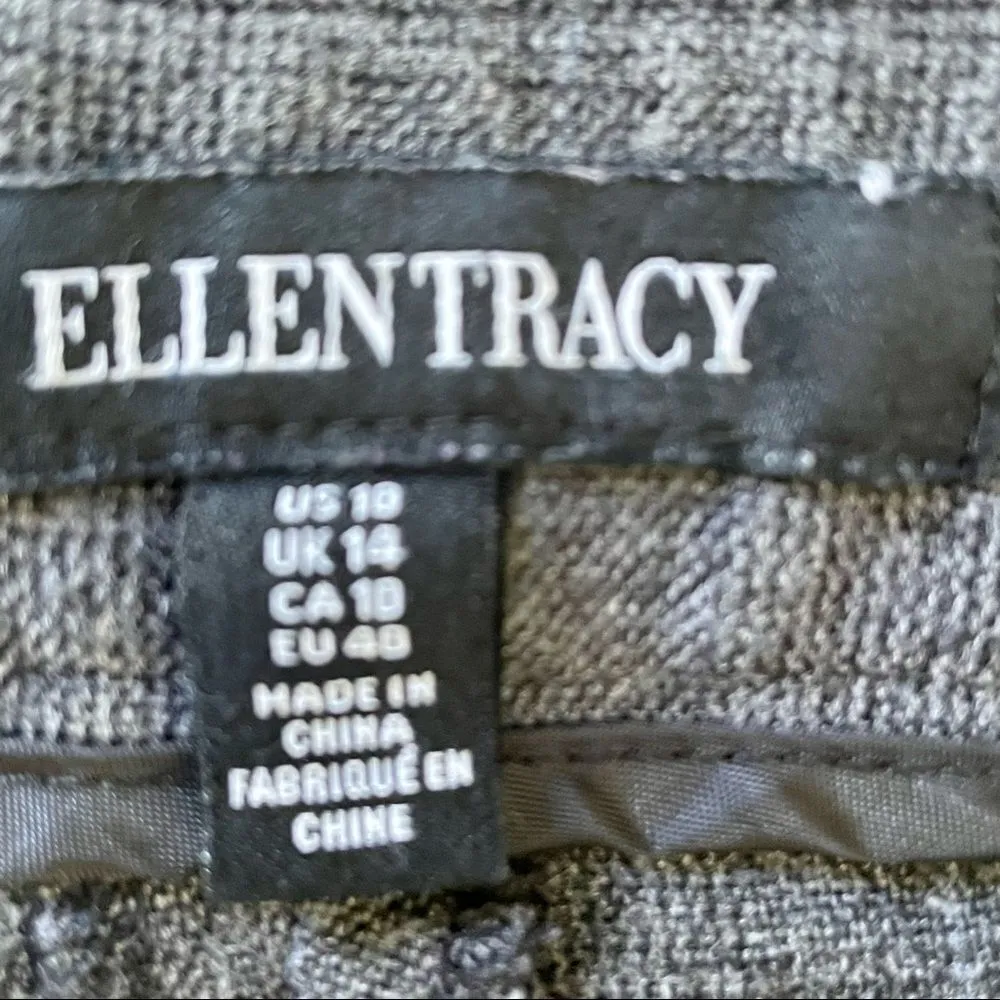 ELLEN TRACY
US 10
UK 14
CA 10
EU 40
MADE IN
CHINA
FABRIQUÉ EN
CHINE